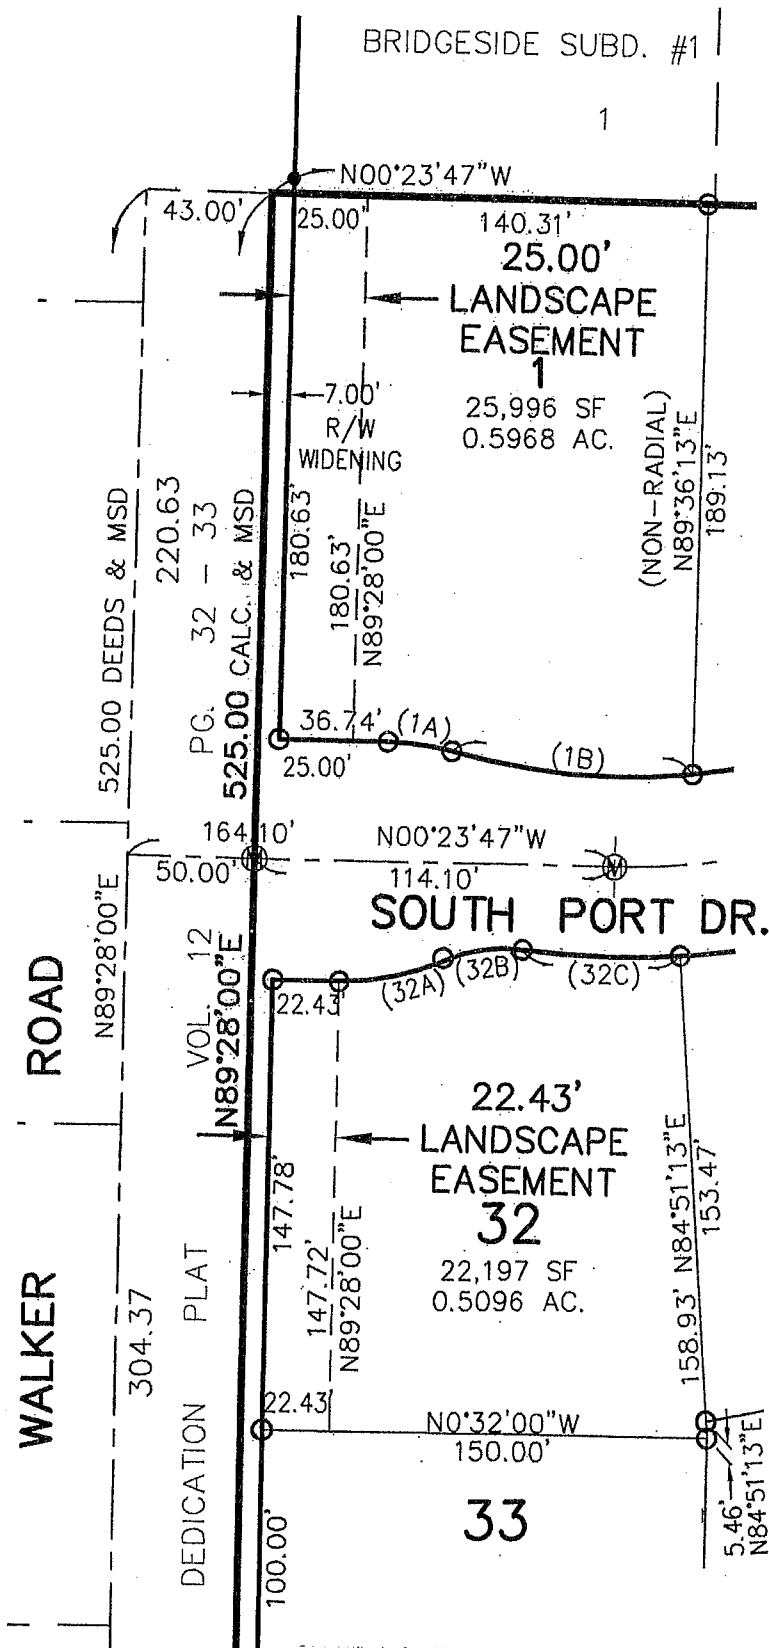 BRIDGESIDE SUBD. #1
1
N00°23'47"W
43.00'
25.00'
140.31'
25.00'
LANDSCAPE
EASEMENT
1
25,996 SF
0.5968 AC.
7.00'
R/W
WIDENING
(NON-RADIAL)
N89°36'13"E
189.13'
525.00 DEEDS & MSD
220.63
PG. 32 - 33
525.00 CALC. & MSD
180.63'
180.63'
N89°28'00"E
36.74'
(1A)
25.00'
(1B)
164.10'
N00°23'47"W
50.00'
M
M
114.10'
SOUTH PORT DR.
N89°28'00"E
VOL. 12
N89°28'00"E
22.43'
(32A)
(32B)
(32C)
WALKER ROAD
22.43'
LANDSCAPE
EASEMENT
32
22,197 SF
0.5096 AC.
147.78'
147.72'
N89°28'00"E
158.93' N84°51'13"E
153.47'
304.37
DEDICATION PLAT
22.43'
N0°32'00"W
150.00'
5.46'
N84°51'13"E
33
100.00'